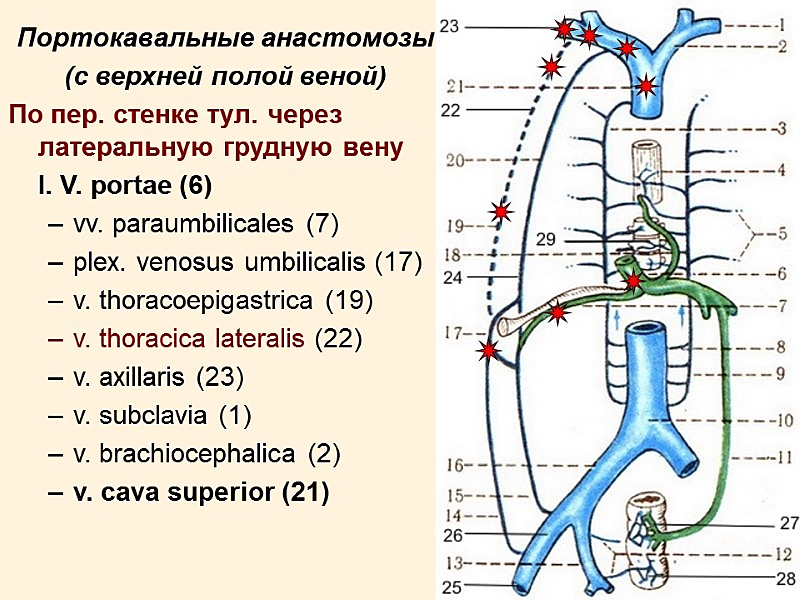 Портокавальные анастомозы
(с верхней полой веной)
По пер. стенке тул. через
латеральную грудную вену
I. V. portae (6)
– vv. paraumbilicales (7)
– plex. venosus umbilicalis (17)
– v. thoracoepigastrica (19)
– v. thoracica lateralis (22)
– v. axillaris (23)
– v. subclavia (1)
– v. brachiocephalica (2)
– v. cava superior (21)
23
21
22
20
19
29
18
24
17
16
15
14
26
13
25
1
2
3
4
5
6
7
8
9
10
11
27
12
28